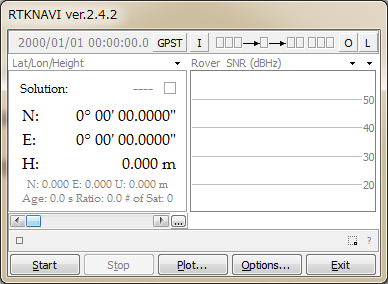 RTKNAVI ver.2.4.2
2000/01/01 00:00:00.0 GPST I O L
Lat/Lon/Height
Rover SNR (dBHz)
Solution: ----
N: 0° 00' 00.0000"
E: 0° 00' 00.0000"
H: 0.000 m
N: 0.000 E: 0.000 U: 0.000 m
Age: 0.0 s Ratio: 0.0 # of Sat: 0
50
40
30
20
...
?
Start Stop Plot... Options... Exit